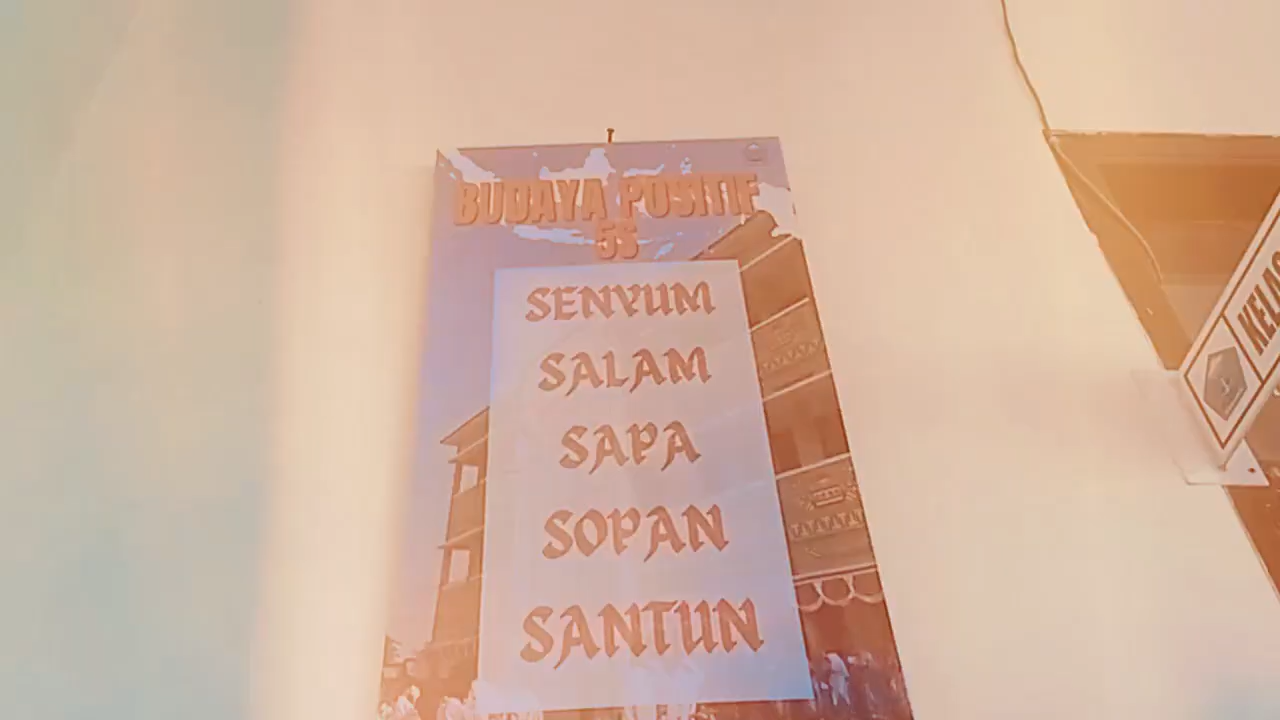 BUDAYA POSITIF
5S
SENYUM
SALAM
SAPA
SOPAN
SANTUN